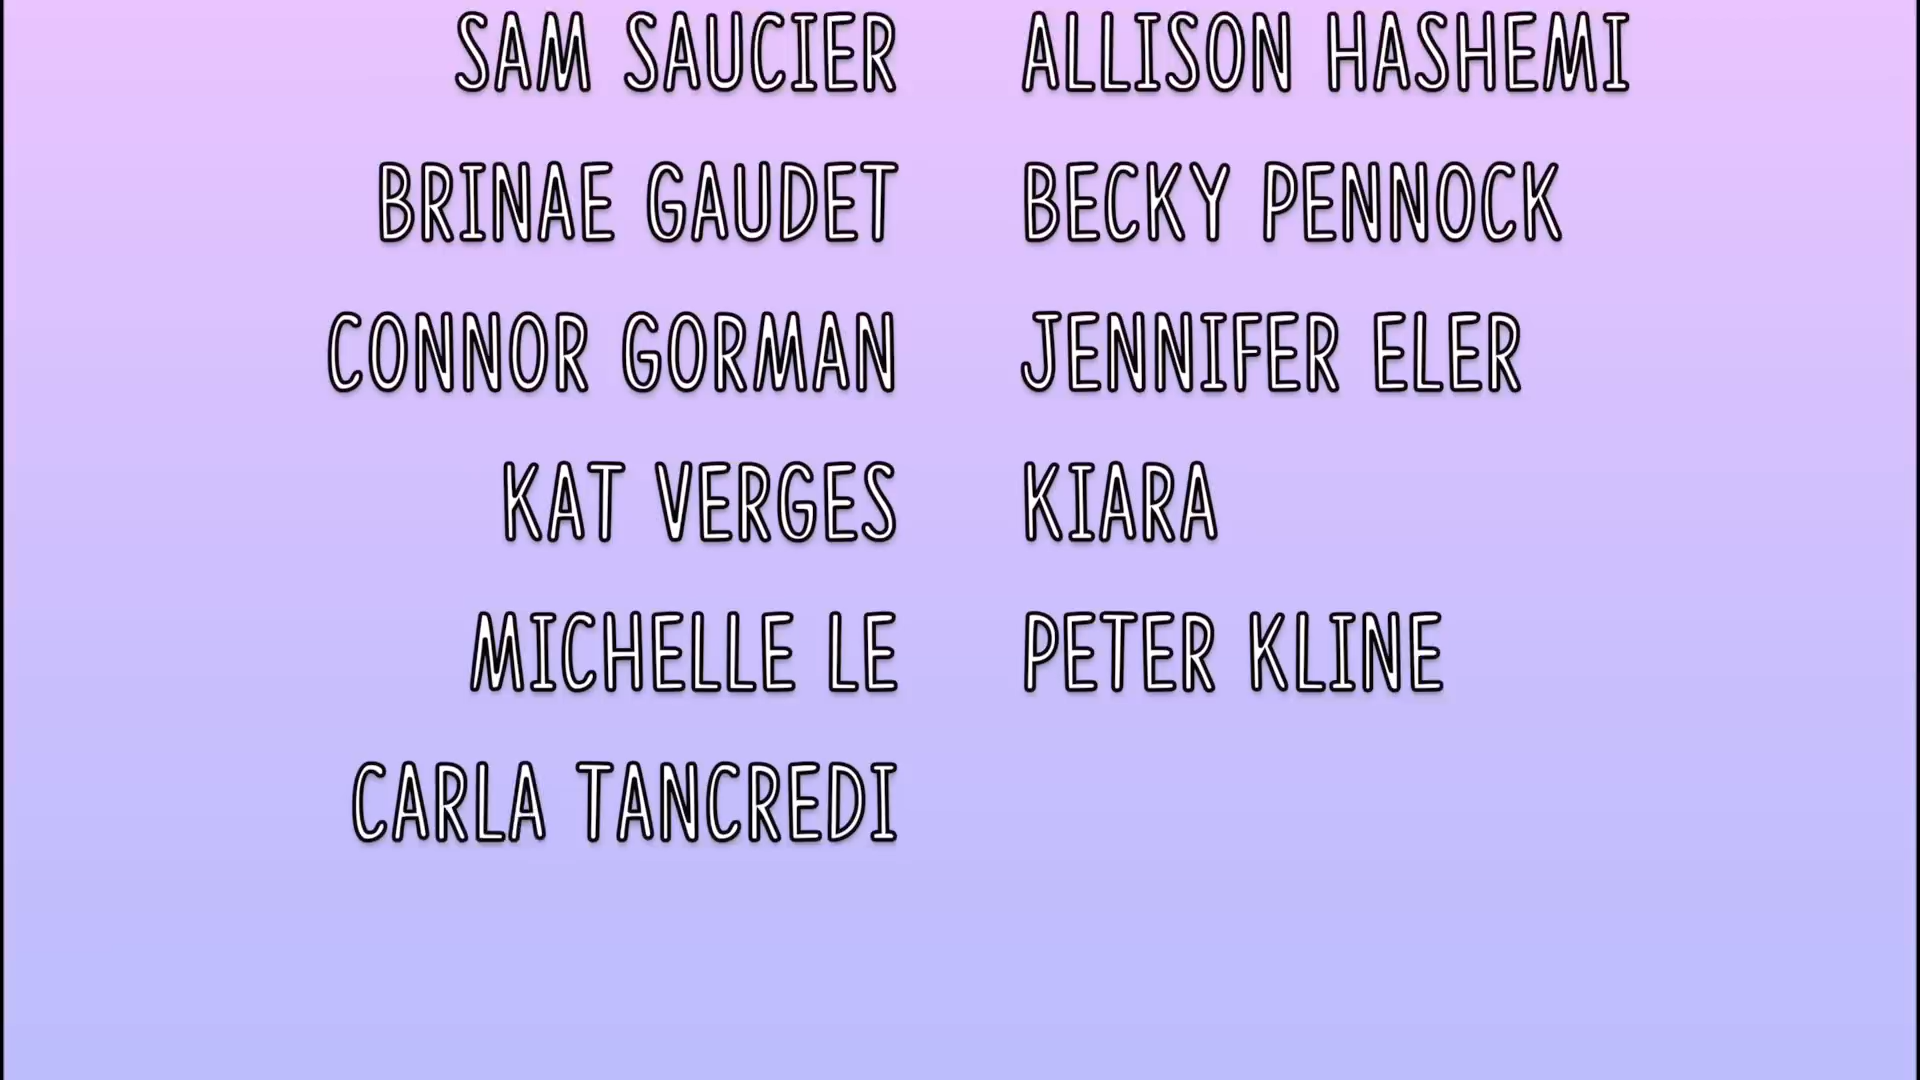 SAM SAUCIER ALLISON HASHEMI
BRINAE GAUDET BECKY PENNOCK
CONNOR GORMAN JENNIFER ELER
KAT VERGES KIARA
MICHELLE LE PETER KLINE
CARLA TANCREDI